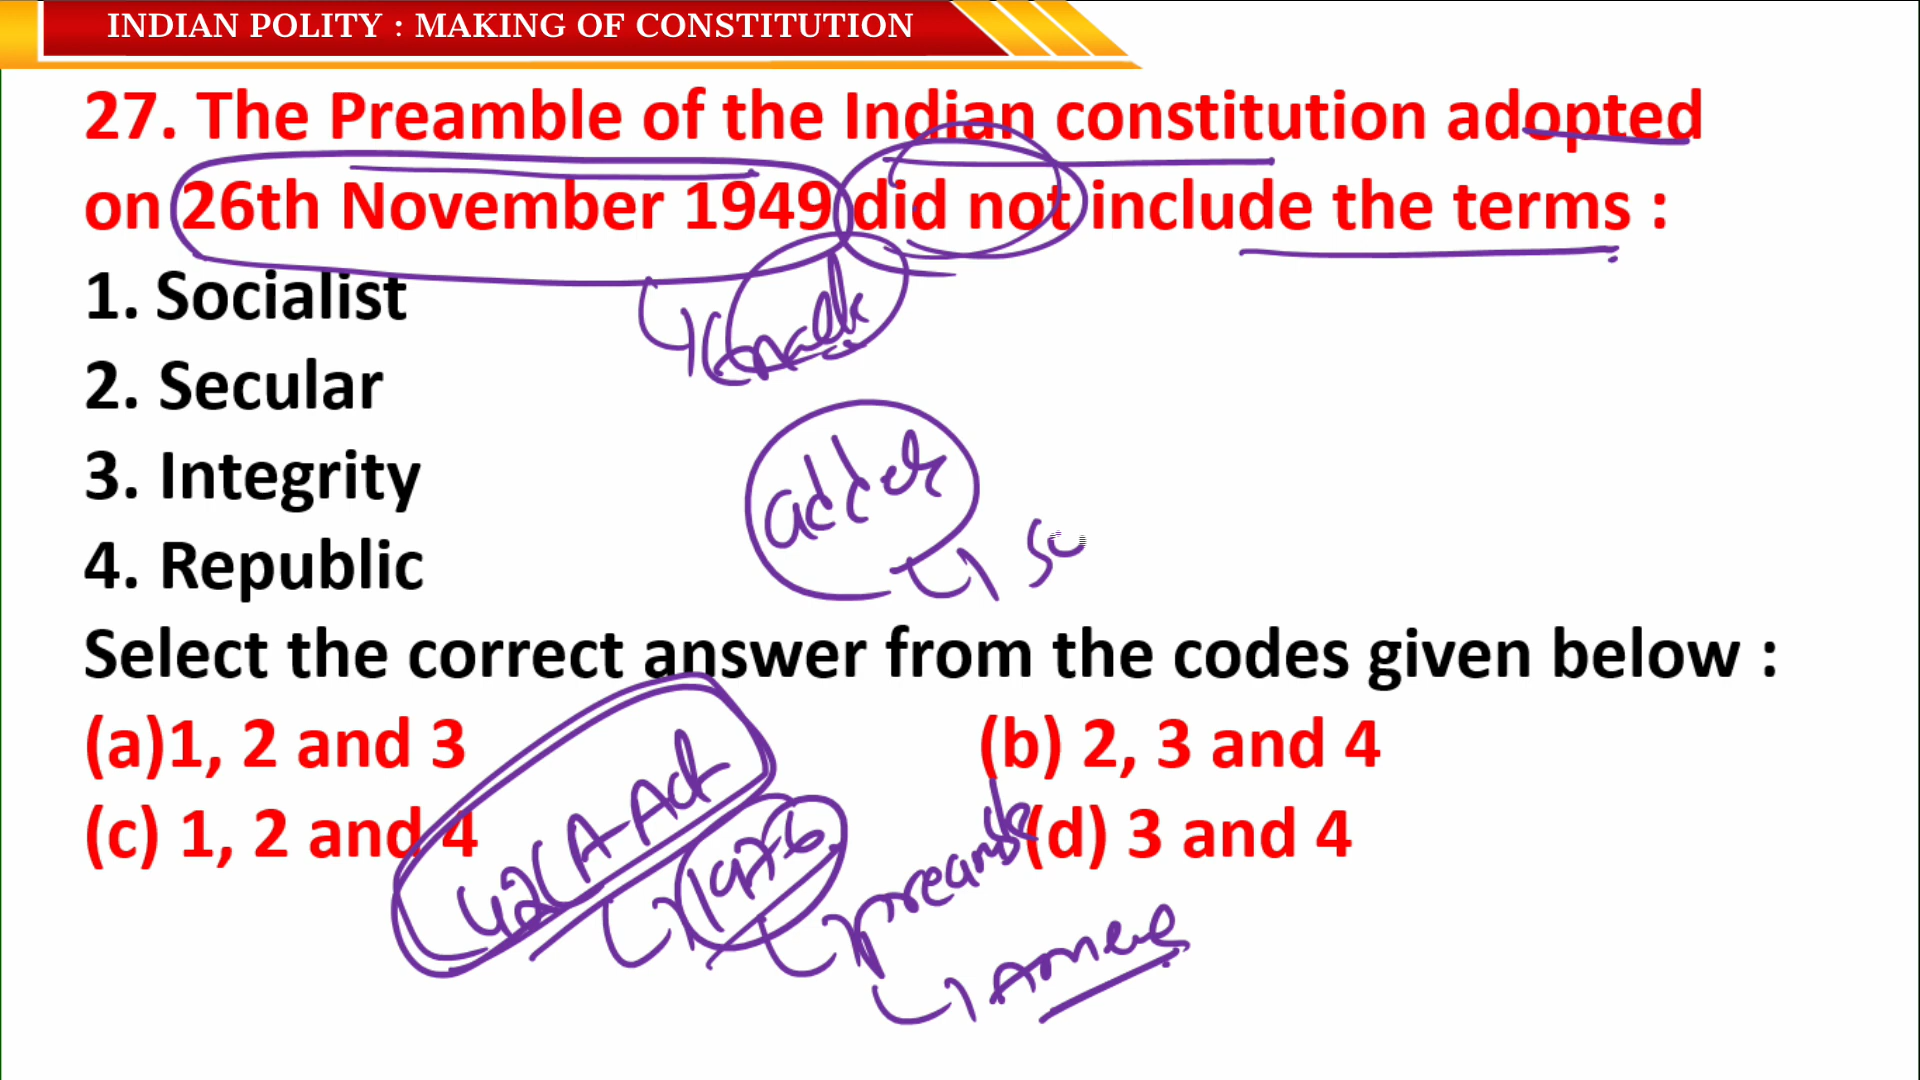 INDIAN POLITY : MAKING OF CONSTITUTION
27. The Preamble of the Indian constitution adopted
on 26th November 1949 did not include the terms :
1. Socialist
2. Secular
3. Integrity
4. Republic
Select the correct answer from the codes given below :
(a)1, 2 and 3
(b) 2, 3 and 4
(c) 1, 2 and 4
(d) 3 and 4
42CA-Act
1976
preamble